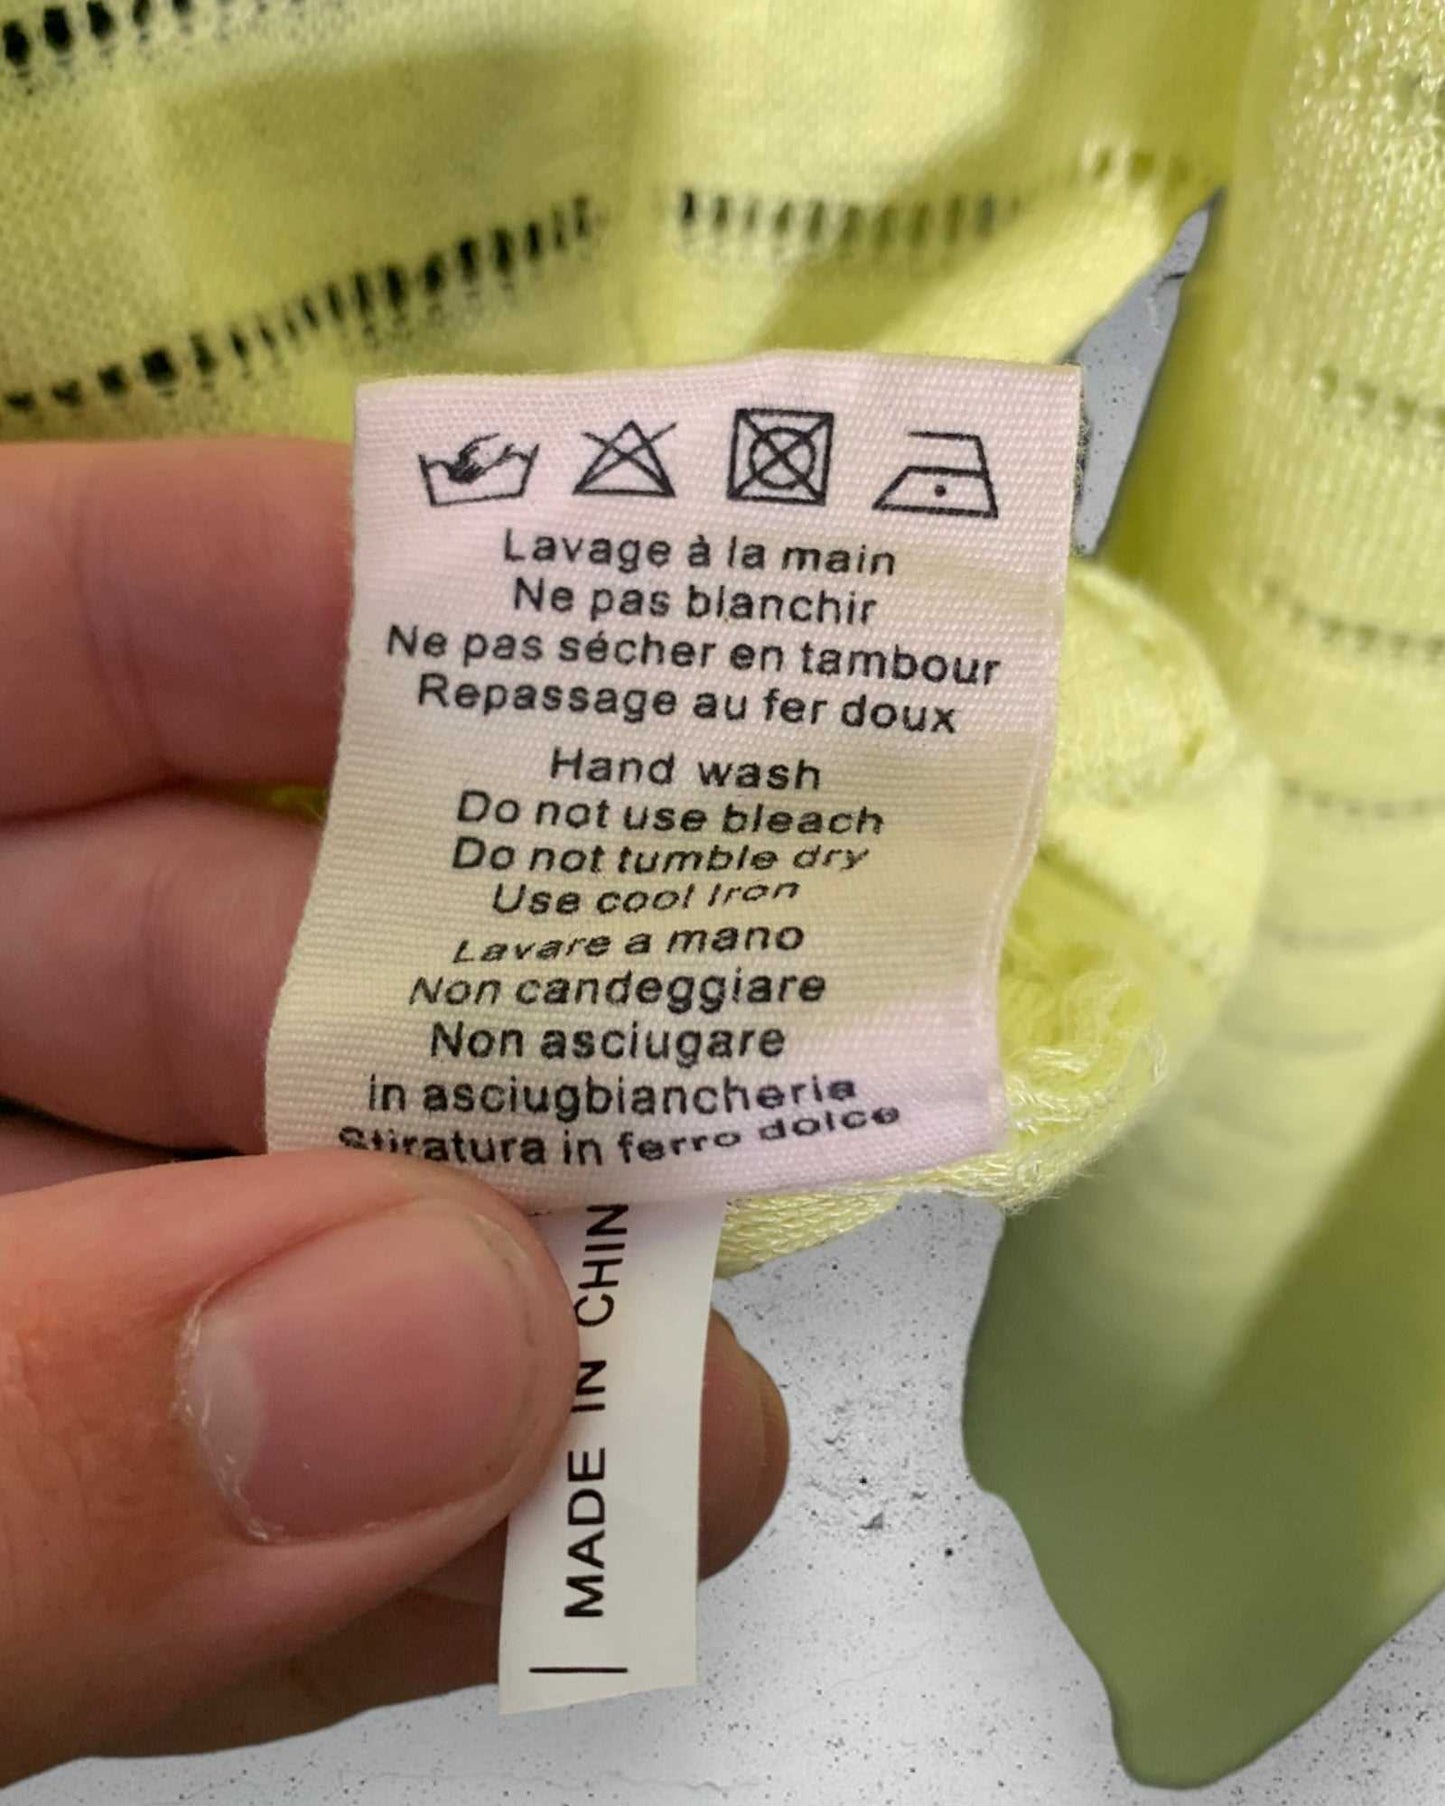 Lavage à la main
Ne pas blanchir
Ne pas sécher en tambour
Repassage au fer doux
Hand wash
Do not use bleach
Do not tumble dry
Use cool Iron
Lavare a mano
Non candeggiare
Non asciugare
in asciugbiancheria
Stiratura in ferro dolce
MADE IN CHIN